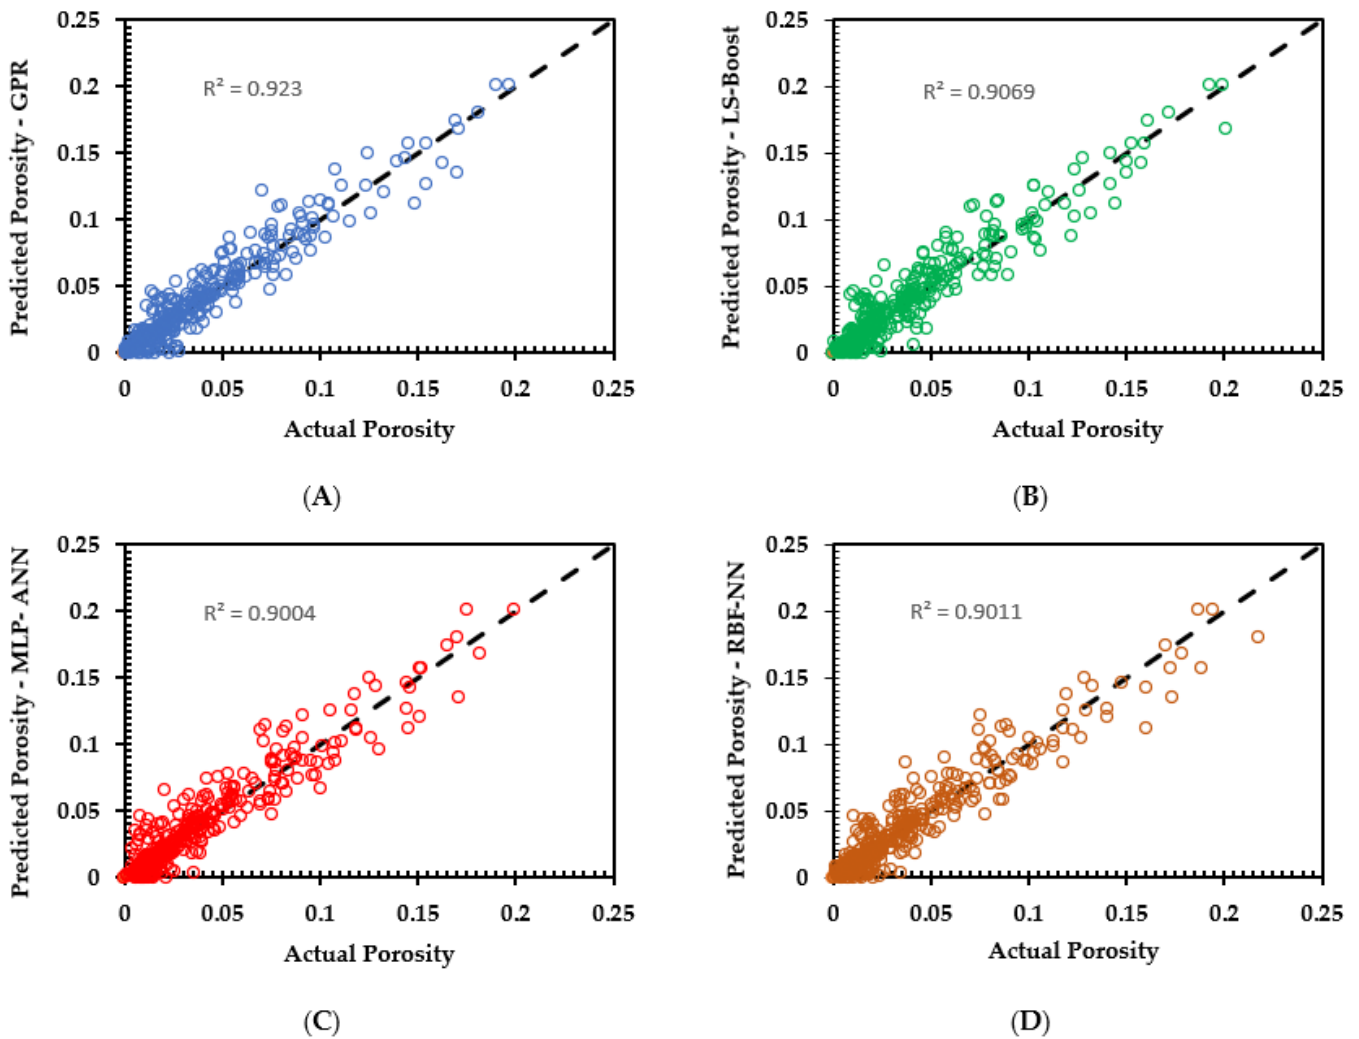 Predicted Porosity - GPR
0.25
0.2
0.15
0.1
0.05
0
R² = 0.923
0 0.05 0.1 0.15 0.2 0.25
Actual Porosity
(A)
Predicted Porosity - LS-Boost
0.25
0.2
0.15
0.1
0.05
0
R² = 0.9069
0 0.05 0.1 0.15 0.2 0.25
Actual Porosity
(B)
Predicted Porosity - MLP- ANN
0.25
0.2
0.15
0.1
0.05
0
R² = 0.9004
0 0.05 0.1 0.15 0.2 0.25
Actual Porosity
(C)
Predicted Porosity - RBF-NN
0.25
0.2
0.15
0.1
0.05
0
R² = 0.9011
0 0.05 0.1 0.15 0.2 0.25
Actual Porosity
(D)